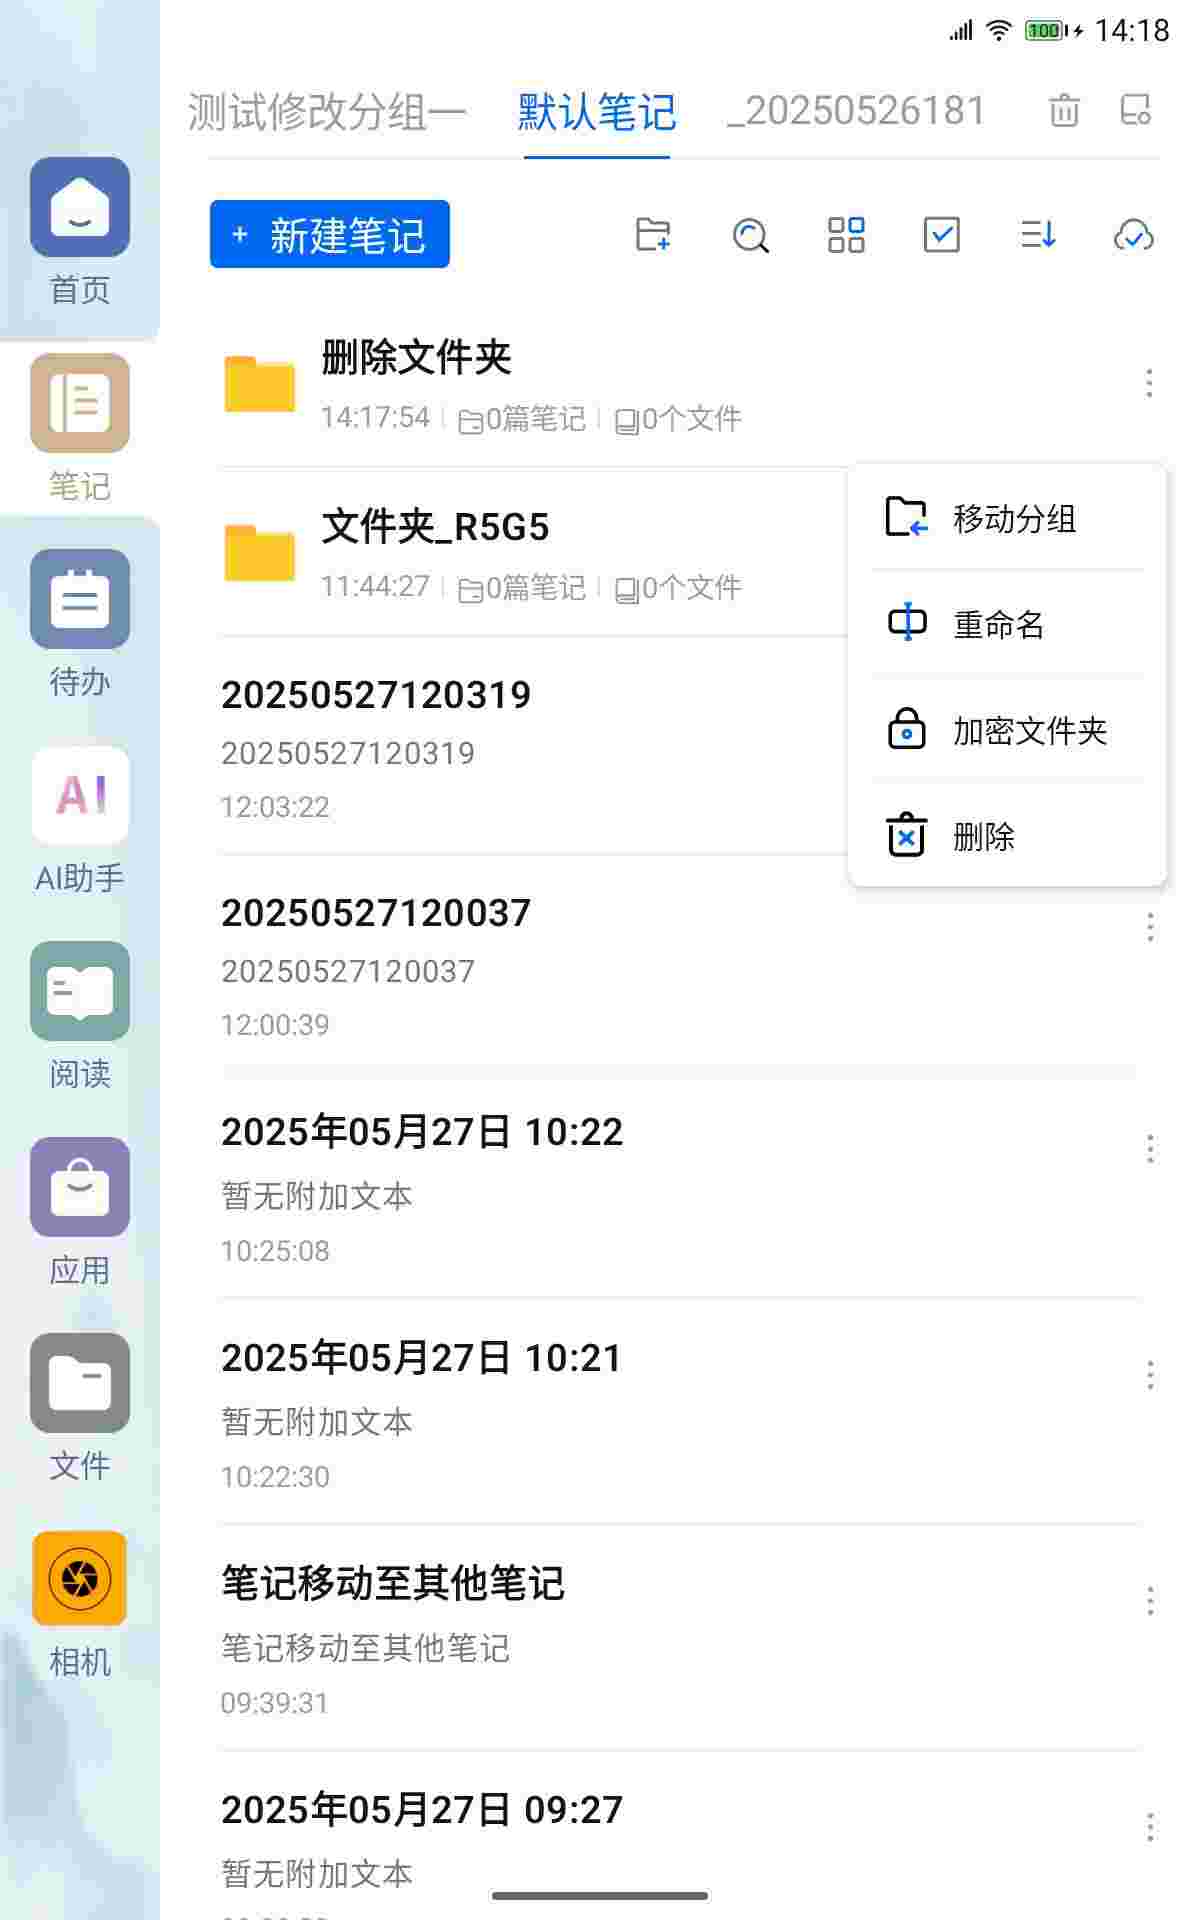 100 14:18
测试修改分组一 默认笔记 _20250526181
+ 新建笔记
首页
笔记
待办
AI
AI助手
阅读
应用
文件
相机
删除文件夹
14:17:54 0篇笔记 0个文件
文件夹_R5G5
11:44:27 0篇笔记 0个文件
移动分组
重命名
加密文件夹
删除
20250527120319
20250527120319
12:03:22
20250527120037
20250527120037
12:00:39
2025年05月27日 10:22
暂无附加文本
10:25:08
2025年05月27日 10:21
暂无附加文本
10:22:30
笔记移动至其他笔记
笔记移动至其他笔记
09:39:31
2025年05月27日 09:27
暂无附加文本